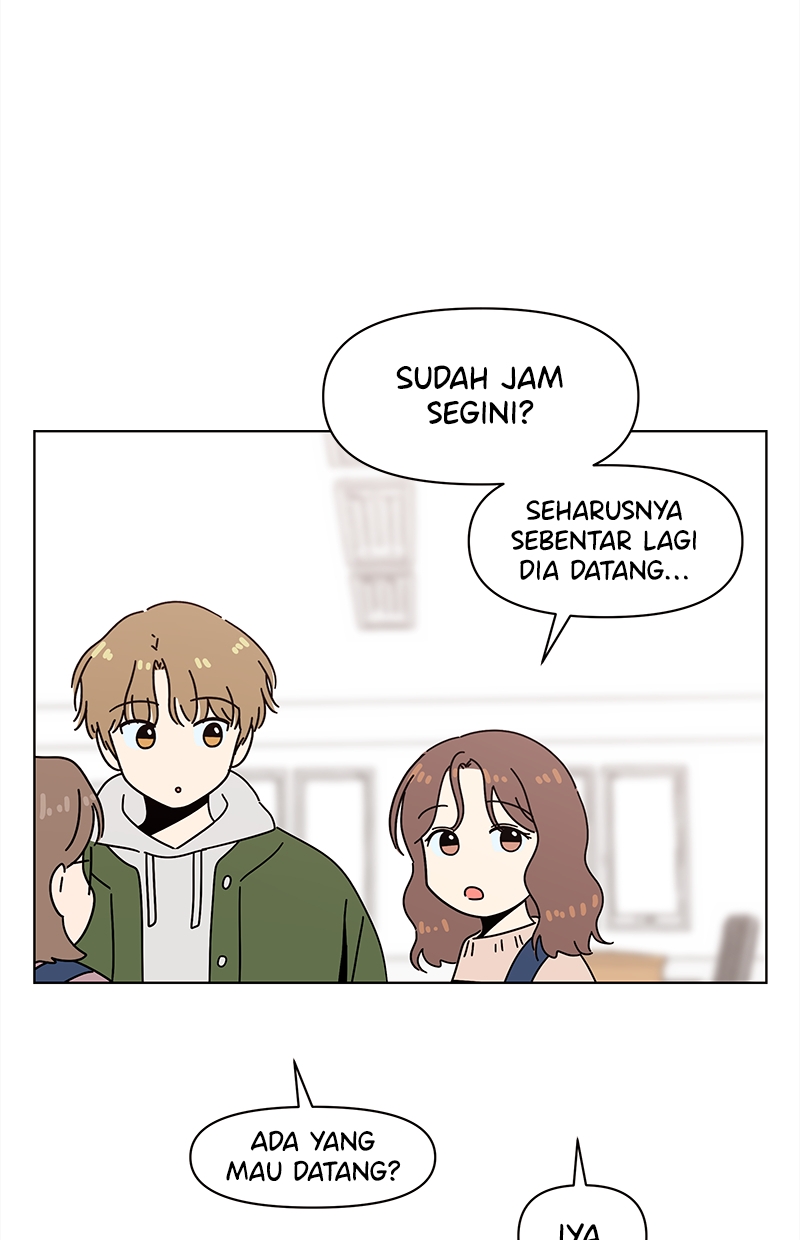 SUDAH JAM
SEGINI?
SEHARUSNYA
SEBENTAR LAGI
DIA DATANG...
ADA YANG
MAU DATANG?
IYA